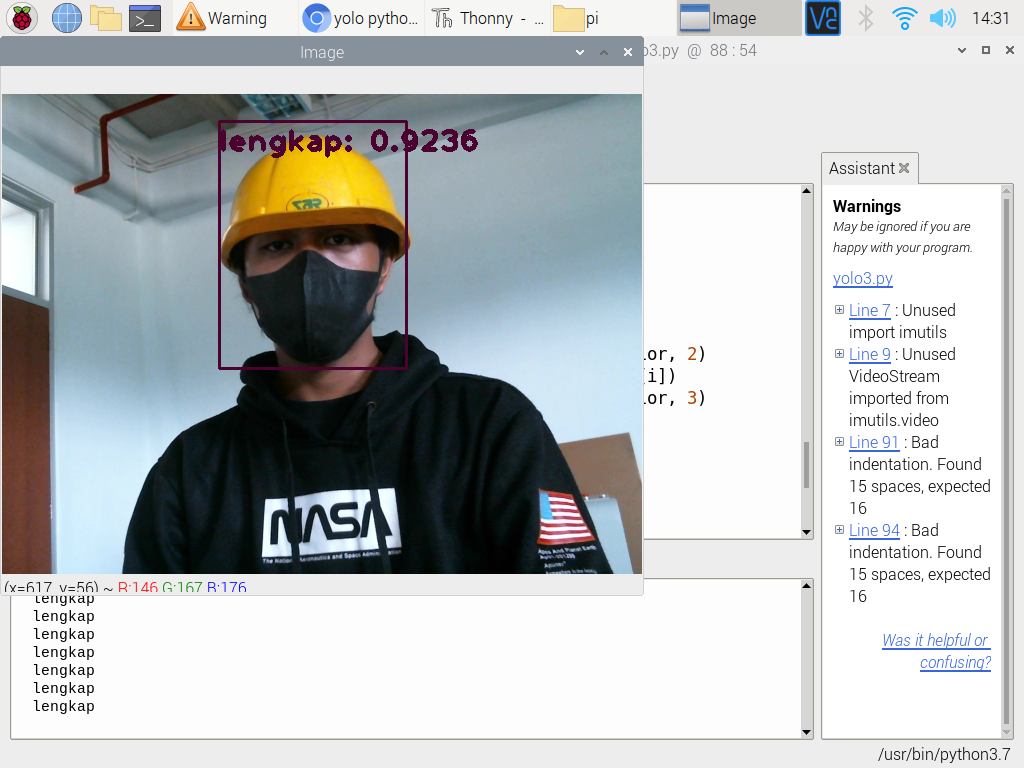 Warning
yolo pytho...
Thonny - ...
pi
Image
14:31
Image
o3.py @ 88 : 54
lengkap: 0.9236
NASA
Assistant
Warnings
May be ignored if you are
happy with your program.
yolo3.py
Line 7 : Unused
import imutils
Line 9 : Unused
VideoStream
imported from
imutils.video
Line 91 : Bad
indentation. Found
15 spaces, expected
16
Line 94 : Bad
indentation. Found
15 spaces, expected
16
Was it helpful or
confusing?
lor, 2)
[i])
lor, 3)
(x=617, y=56) ~ R:146 G:167 B:176
lengkap
lengkap
lengkap
lengkap
lengkap
lengkap
lengkap
/usr/bin/python3.7